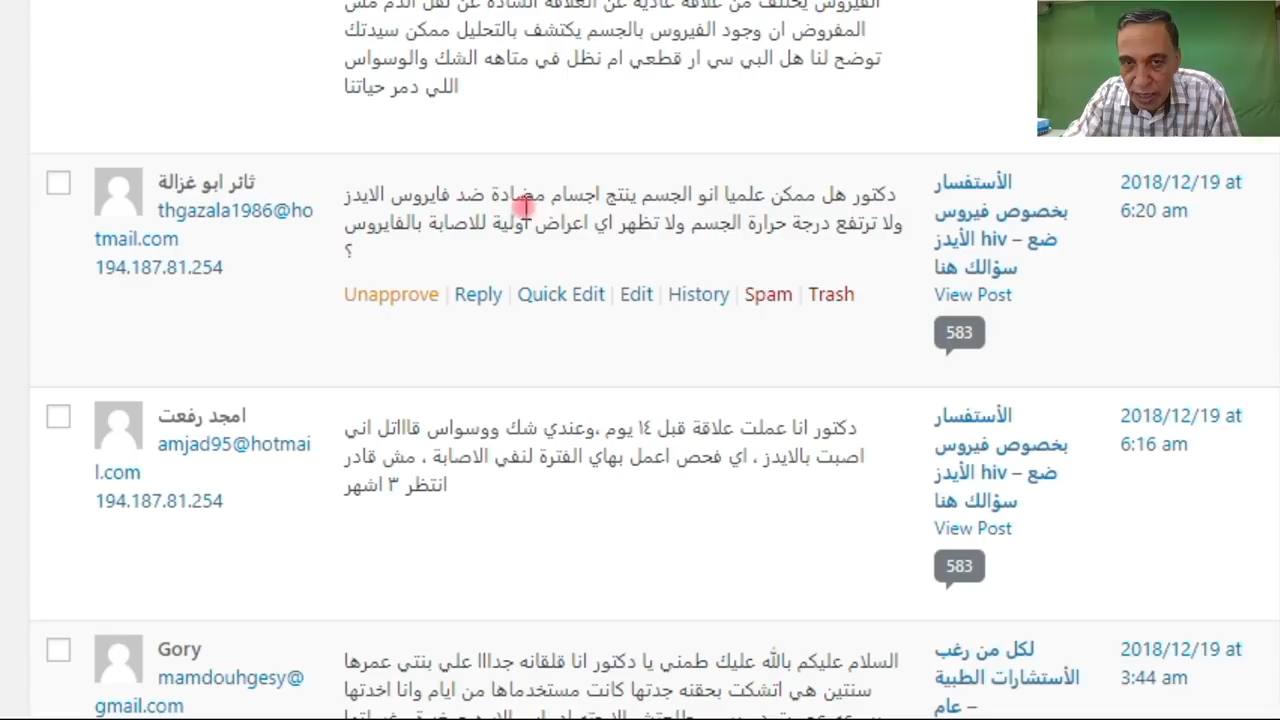 الفيروس يختلف من علاقة عادية عن العلاقة الشاذة عن نقل الدم مش
المفروض ان وجود الفيروس بالجسم يكتشف بالتحليل ممكن سيدتك
توضح لنا هل البي سي ار قطعي ام نظل في متاهه الشك والوسواس
اللي دمر حياتنا
ثائر ابو غزالة
thgazala1986@ho
tmail.com
194.187.81.254
دكتور هل ممكن علميا انو الجسم ينتج اجسام مضادة ضد فايروس الايدز
ولا ترتفع درجة حرارة الجسم ولا تظهر اي اعراض أولية للاصابة بالفايروس
؟
Unapprove | Reply | Quick Edit | Edit | History | Spam | Trash
الأستفسار
بخصوص فيروس
الأيدز hiv – ضع
سؤالك هنا
View Post
583
2018/12/19 at
6:20 am
امجد رفعت
amjad95@hotmai
l.com
194.187.81.254
دكتور انا عملت علاقة قبل ١٤ يوم ،وعندي شك ووسواس قاااتل اني
اصبت بالايدز ، اي فحص اعمل بهاي الفترة لنفي الاصابة ، مش قادر
انتظر ٣ اشهر
الأستفسار
بخصوص فيروس
الأيدز hiv – ضع
سؤالك هنا
View Post
583
2018/12/19 at
6:16 am
Gory
mamdouhgesy@
gmail.com
السلام عليكم بالله عليك طمني يا دكتور انا قلقانه جدااا علي بنتي عمرها
سنتين هي اتشكت بحقنه جدتها كانت مستخدماها من ايام وانا اخدتها
لكل من رغب
الأستشارات الطبية
– عام
2018/12/19 at
3:44 am